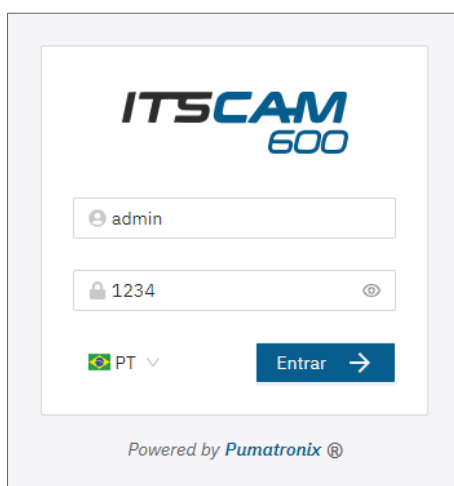 ITSCAM
600
admin
1234
PT
Entrar
Powered by Pumatronix ®